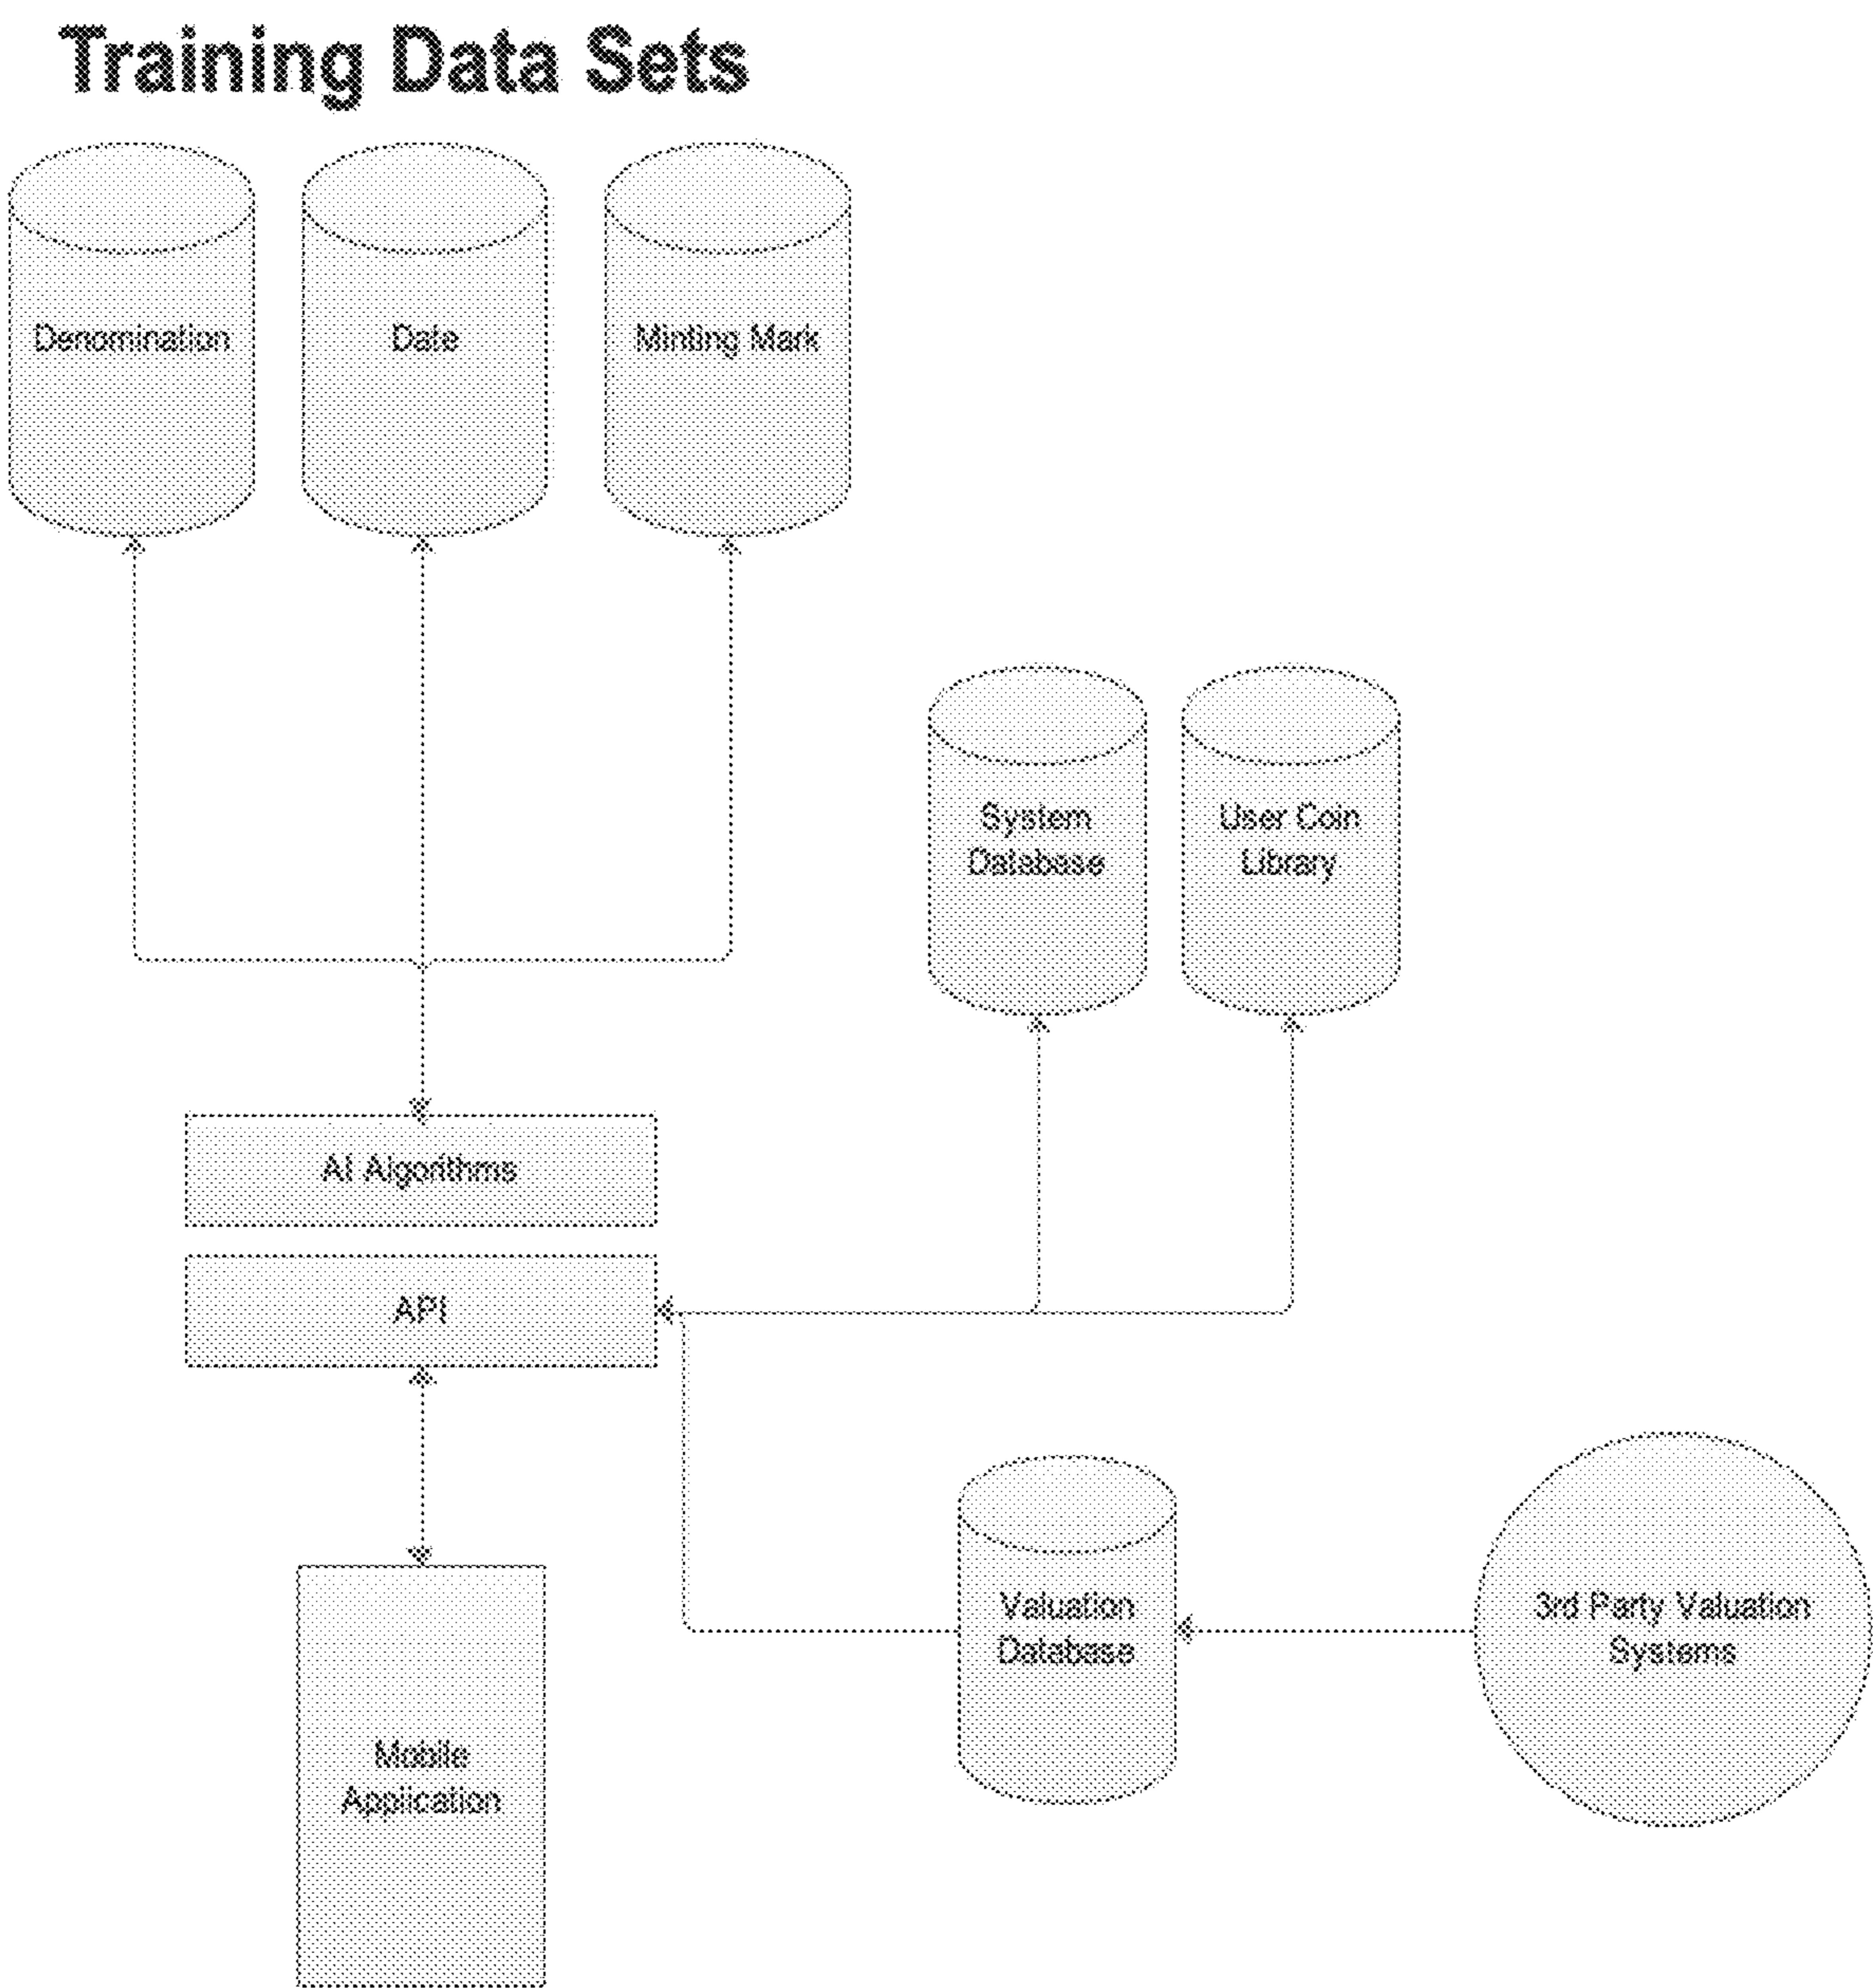 Training Data Sets
Denomination
Date
Minting Mark
System
Database
User Coin
Library
AI Algorithms
API
Valuation
Database
3rd Party Valuation
Systems
Mobile
Application